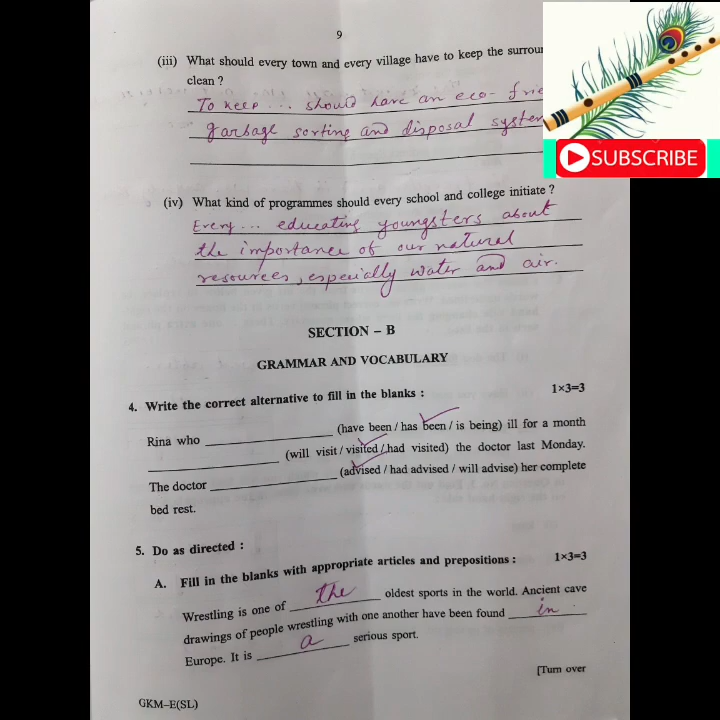 9
(iii) What should every town and every village have to keep the
clean ?
To keep ... should have an eco-
garbage sorting and disposal system
SUBSCRIBE
(iv) What kind of programmes should every school and college initiate ?
Every ... educating youngsters about
the importance of our natural
resources, especially water and air.
SECTION – B
GRAMMAR AND VOCABULARY
4. Write the correct alternative to fill in the blanks : 1×3=3
Rina who ____________ (have been / has been / is being) ill for a month
____________ (will visit / visited / had visited) the doctor last Monday.
The doctor ____________ (advised / had advised / will advise) her complete
bed rest.
5. Do as directed :
A. Fill in the blanks with appropriate articles and prepositions : 1×3=3
Wrestling is one of the oldest sports in the world. Ancient cave
drawings of people wrestling with one another have been found in
Europe. It is a serious sport.
[Turn over
GKM–E(SL)